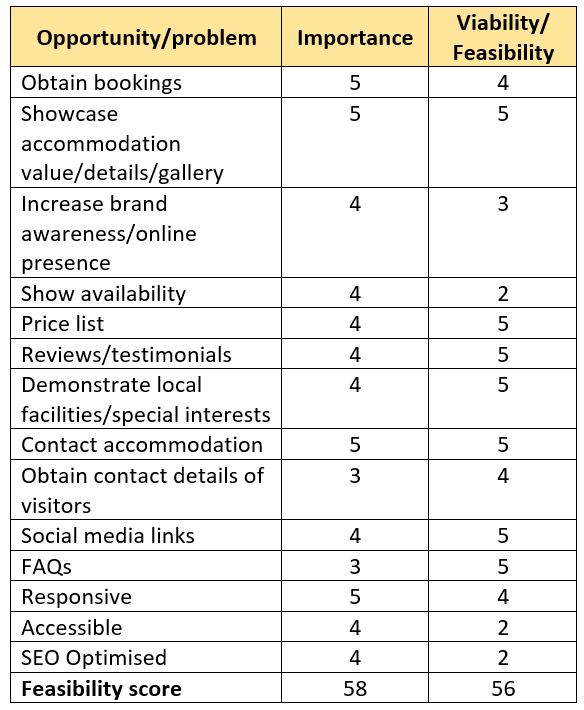 Opportunity/problem Importance Viability/
Feasibility
Obtain bookings 5 4
Showcase 5 5
accommodation
value/details/gallery
Increase brand 4 3
awareness/online
presence
Show availability 4 2
Price list 4 5
Reviews/testimonials 4 5
Demonstrate local 4 5
facilities/special interests
Contact accommodation 5 5
Obtain contact details of 3 4
visitors
Social media links 4 5
FAQs 3 5
Responsive 5 4
Accessible 4 2
SEO Optimised 4 2
Feasibility score 58 56